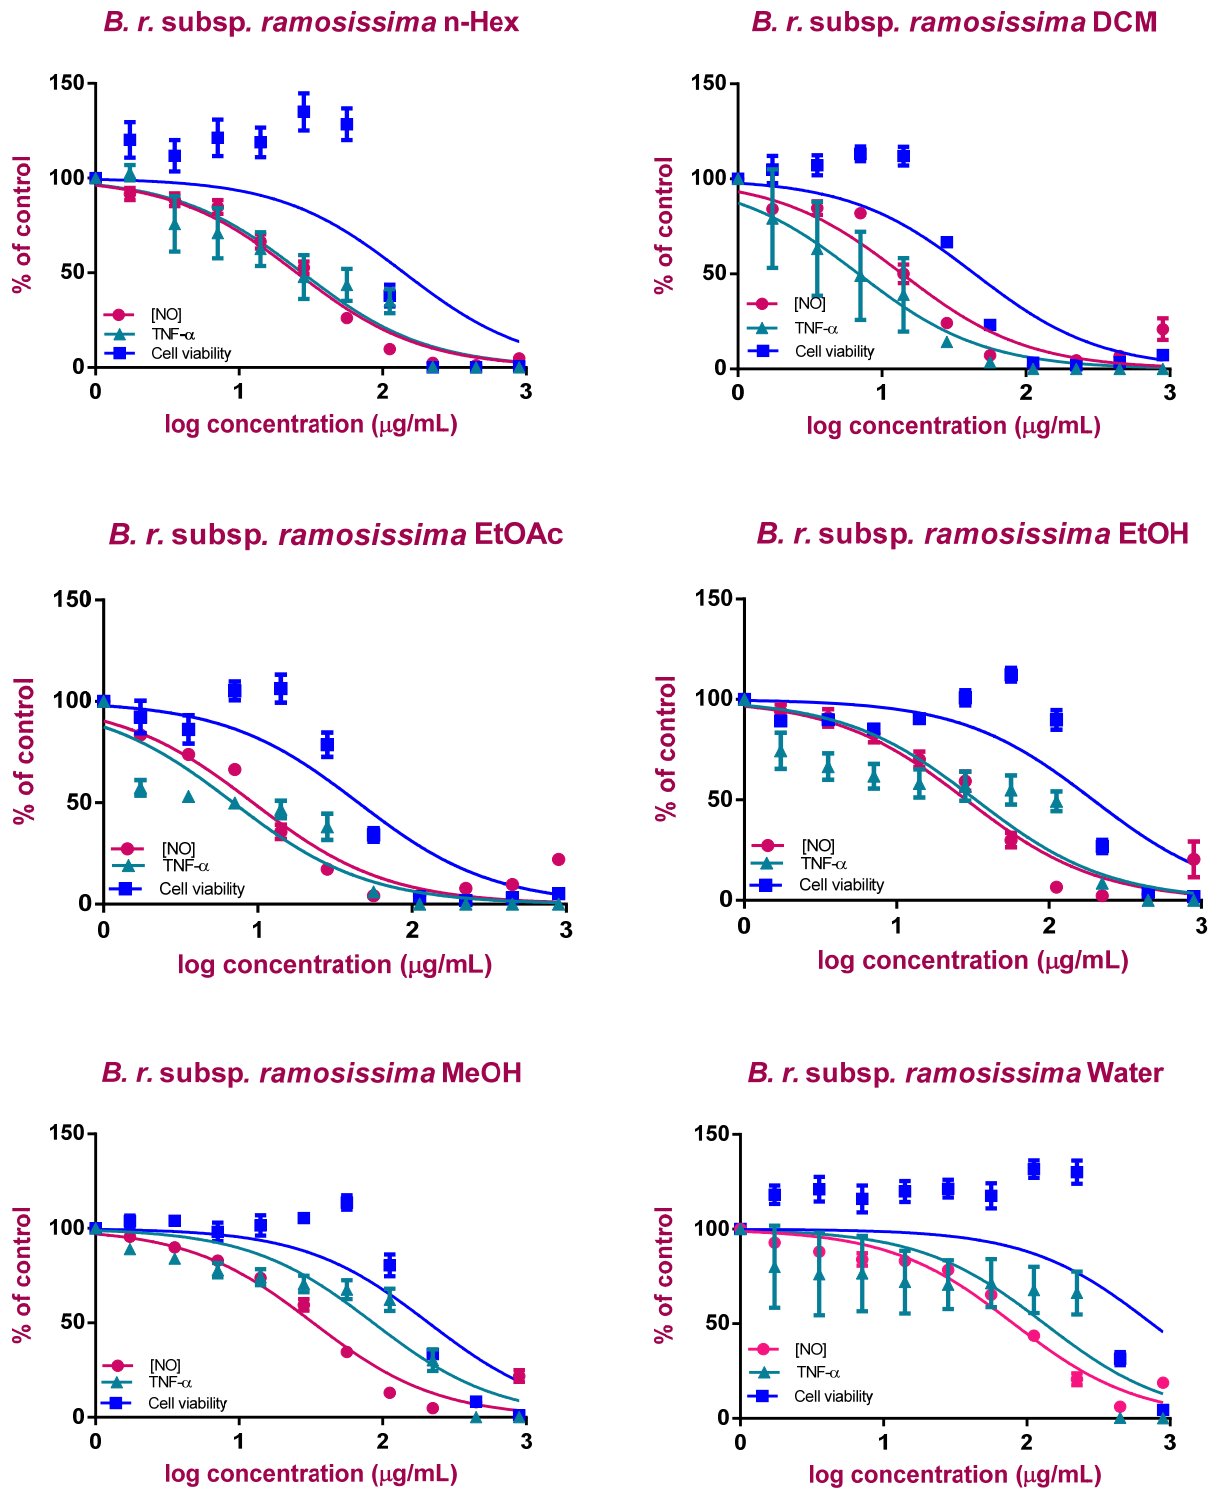 B. r. subsp. ramosissima n-Hex
150
100
50
0
% of control
[NO]
TNF-α
Cell viability
0 1 2 3
log concentration (μg/mL)
B. r. subsp. ramosissima DCM
150
100
50
0
% of control
[NO]
TNF-α
Cell viability
0 1 2 3
log concentration (μg/mL)
B. r. subsp. ramosissima EtOAc
150
100
50
0
% of control
[NO]
TNF-α
Cell viability
0 1 2 3
log concentration (μg/mL)
B. r. subsp. ramosissima EtOH
150
100
50
0
% of control
[NO]
TNF-α
Cell viability
0 1 2 3
log concentration (μg/mL)
B. r. subsp. ramosissima MeOH
150
100
50
0
% of control
[NO]
TNF-α
Cell viability
0 1 2 3
log concentration (μg/mL)
B. r. subsp. ramosissima Water
150
100
50
0
% of control
[NO]
TNF-α
Cell viability
0 1 2 3
log concentration (μg/mL)